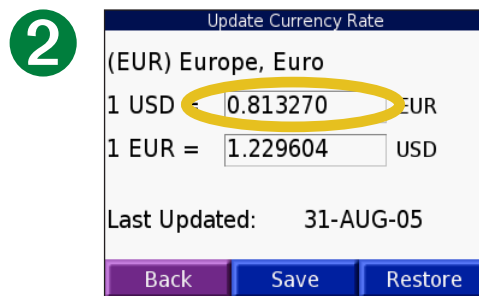 2
Update Currency Rate
(EUR) Europe, Euro
1 USD = 0.813270 EUR
1 EUR = 1.229604 USD
Last Updated: 31-AUG-05
Back Save Restore